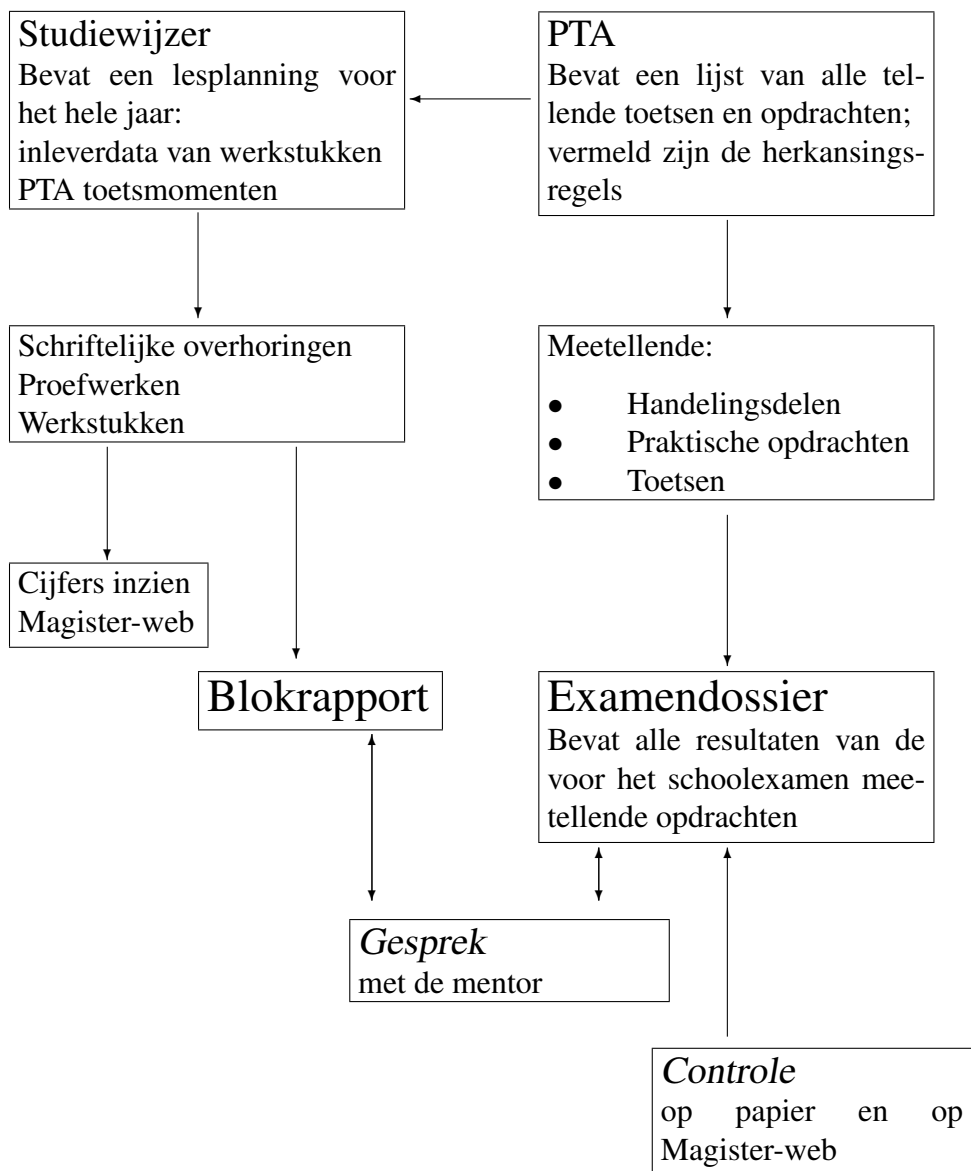 Studiewijzer
Bevat een lesplanning voor
het hele jaar:
inleverdata van werkstukken
PTA toetsmomenten
PTA
Bevat een lijst van alle tel-
lende toetsen en opdrachten;
vermeld zijn de herkansings-
regels
Schriftelijke overhoringen
Proefwerken
Werkstukken
Meetellende:
• Handelingsdelen
• Praktische opdrachten
• Toetsen
Cijfers inzien
Magister-web
Blokrapport
Examendossier
Bevat alle resultaten van de
voor het schoolexamen mee-
tellende opdrachten
Gesprek
met de mentor
Controle
op papier en op
Magister-web